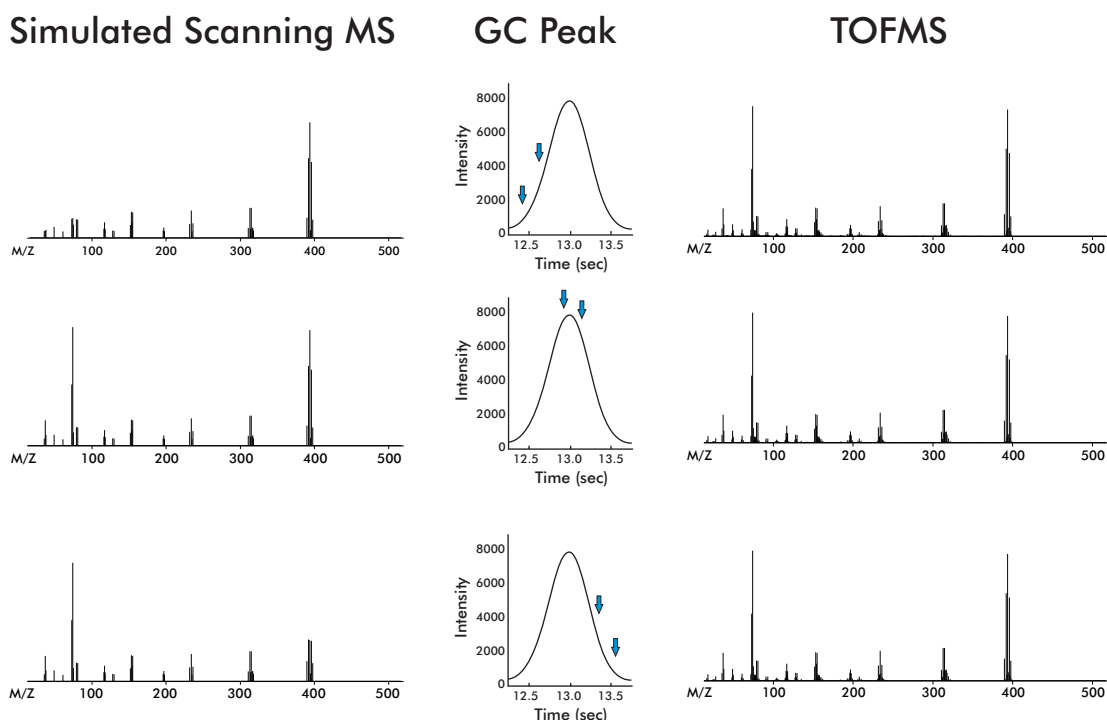 Simulated Scanning MS
GC Peak
TOFMS
M/Z 100 200 300 400 500
Intensity
8000
6000
4000
2000
0
12.5 13.0 13.5
Time (sec)
M/Z 100 200 300 400 500
M/Z 100 200 300 400 500
Intensity
8000
6000
4000
2000
0
12.5 13.0 13.5
Time (sec)
M/Z 100 200 300 400 500
M/Z 100 200 300 400 500
Intensity
8000
6000
4000
2000
0
12.5 13.0 13.5
Time (sec)
M/Z 100 200 300 400 500